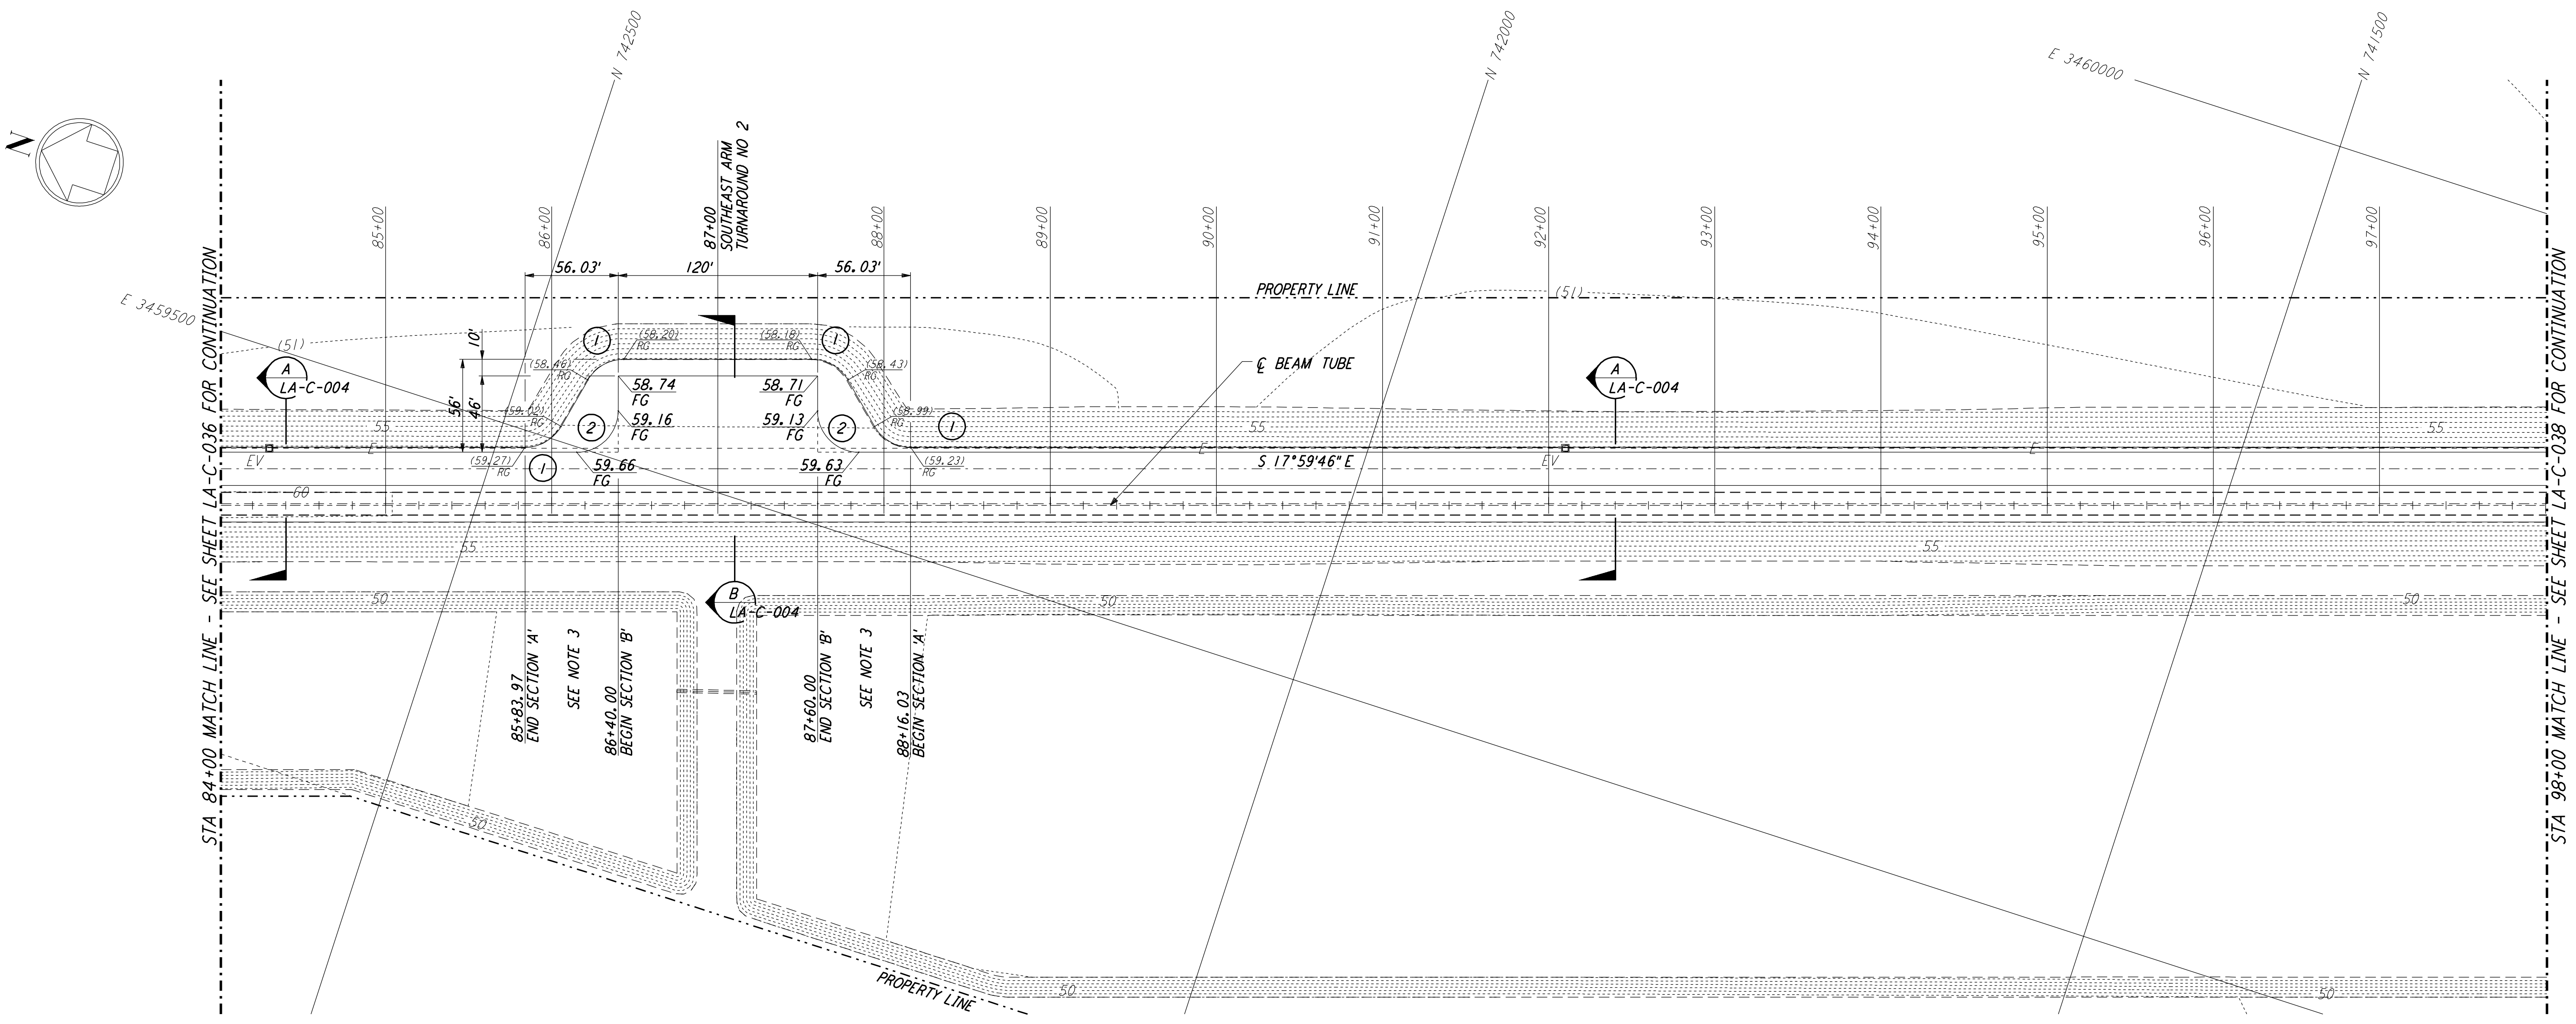 N
N 742500
N 742000
E 3460000
N 741500
E 3459500
STA 84+00 MATCH LINE - SEE SHEET LA-C-036 FOR CONTINUATION
85+00
86+00
87+00
SOUTHEAST ARM
TURNAROUND NO 2
88+00
89+00
90+00
91+00
92+00
93+00
94+00
95+00
96+00
97+00
STA 98+00 MATCH LINE - SEE SHEET LA-C-038 FOR CONTINUATION
56.03'
120'
56.03'
PROPERTY LINE
(51)
(51)
10'
56'
46'
1
(58.20)
RG
(58.18)
RG
1
(58.46)
RG
(58.43)
RG
A
LA-C-004
58.74
FG
58.71
FG
℄ BEAM TUBE
A
LA-C-004
(59.02)
RG
59.16
FG
59.13
FG
(58.99)
RG
55
2
2
1
55
55
E
E
E
EV
EV
(59.27)
RG
1
59.66
FG
59.63
FG
(59.23)
RG
S 17°59'46" E
60
55
55
50
B
LA-C-004
50
50
85+83.97
END SECTION 'A'
SEE NOTE 3
86+40.00
BEGIN SECTION 'B'
87+60.00
END SECTION 'B'
SEE NOTE 3
88+16.03
BEGIN SECTION 'A'
50
PROPERTY LINE
50
50